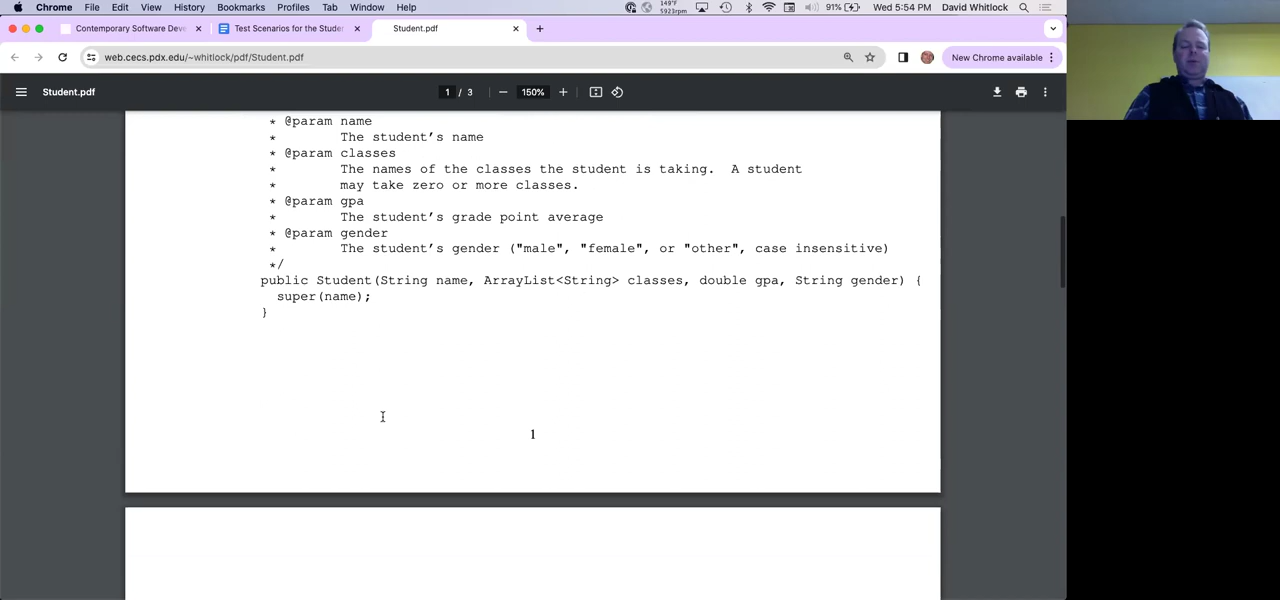 Chrome File Edit View History Bookmarks Profiles Tab Window Help 149°F 5923rpm 91% Wed 5:54 PM David Whitlock
Contemporary Software Deve Test Scenarios for the Studen Student.pdf
web.cecs.pdx.edu/~whitlock/pdf/Student.pdf New Chrome available
Student.pdf 1 / 3 150%
* @param name
* The student's name
* @param classes
* The names of the classes the student is taking. A student
* may take zero or more classes.
* @param gpa
* The student's grade point average
* @param gender
* The student's gender ("male", "female", or "other", case insensitive)
*/
public Student(String name, ArrayList<String> classes, double gpa, String gender) {
super(name);
}
1